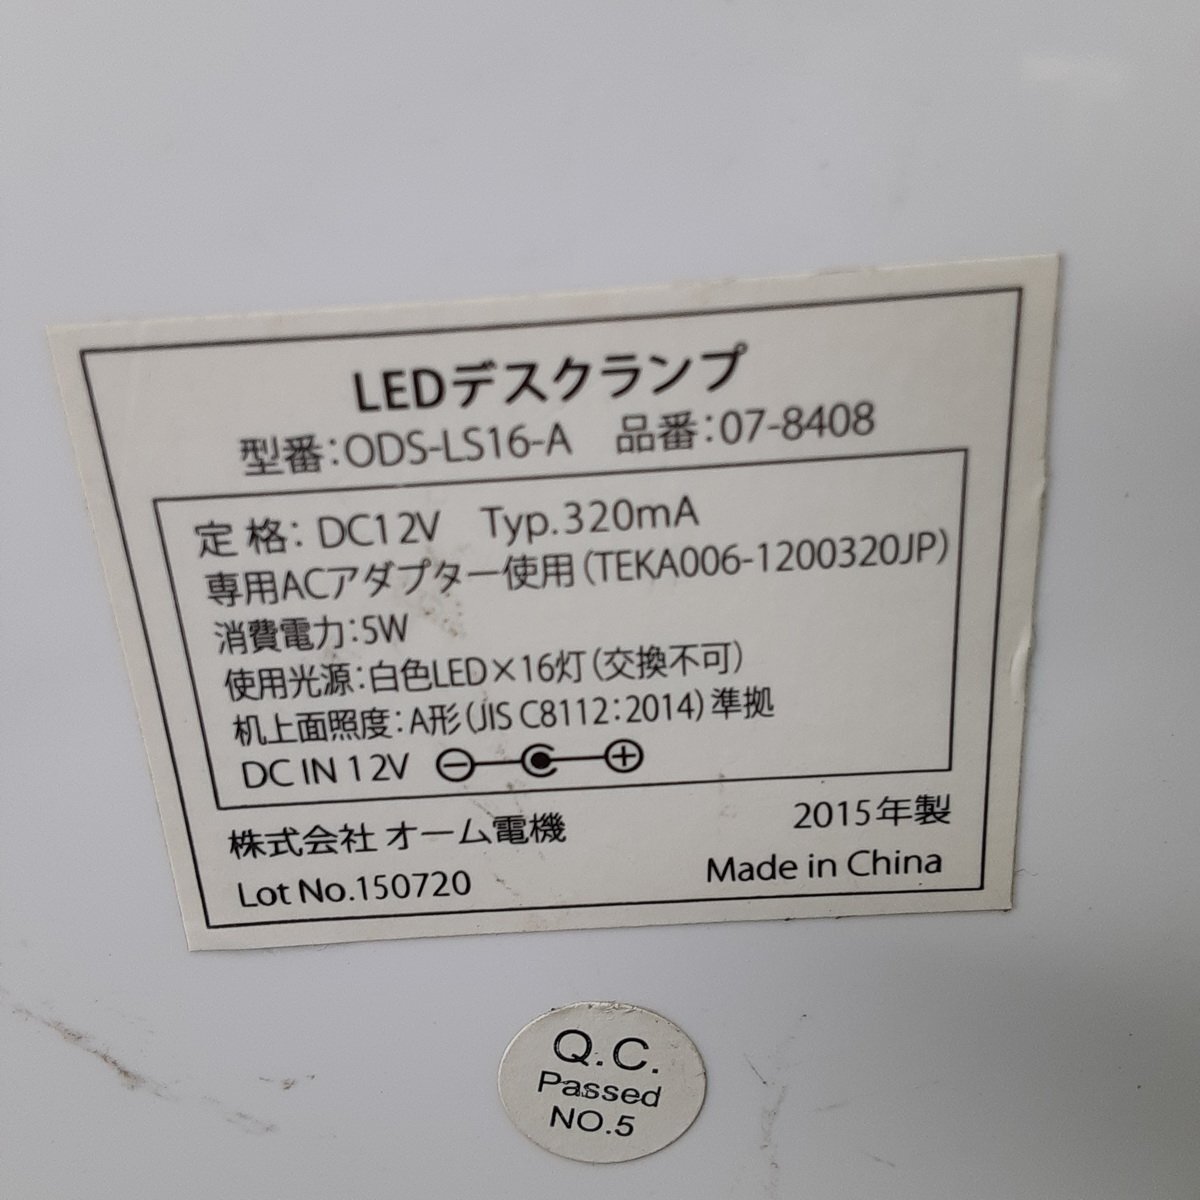 LEDデスクランプ
型番:ODS-LS16-A 品番:07-8408
定格: DC12V Typ.320mA
専用ACアダプター使用(TEKA006-1200320JP)
消費電力:5W
使用光源:白色LED×16灯(交換不可)
机上面照度:A形(JIS C8112:2014)準拠
DC IN 12V
株式会社 オーム電機 2015年製
Lot No.150720 Made in China
Q.C.
Passed
NO.5